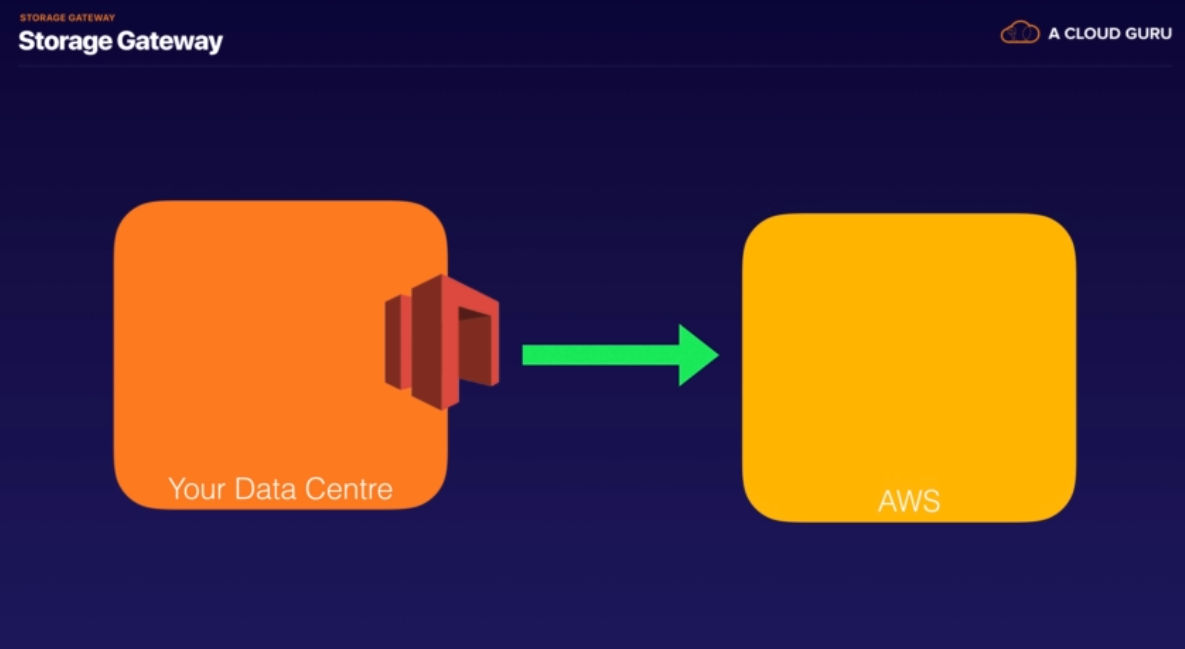 STORAGE GATEWAY
Storage Gateway
A CLOUD GURU
Your Data Centre
AWS